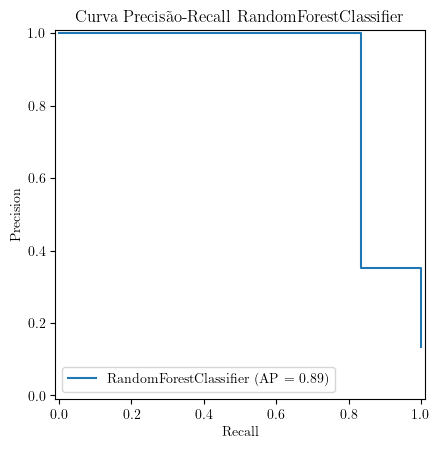 Curva Precisão-Recall RandomForestClassifier
1.0
0.8
0.6
0.4
0.2
0.0
Precision
RandomForestClassifier (AP = 0.89)
0.0 0.2 0.4 0.6 0.8 1.0
Recall